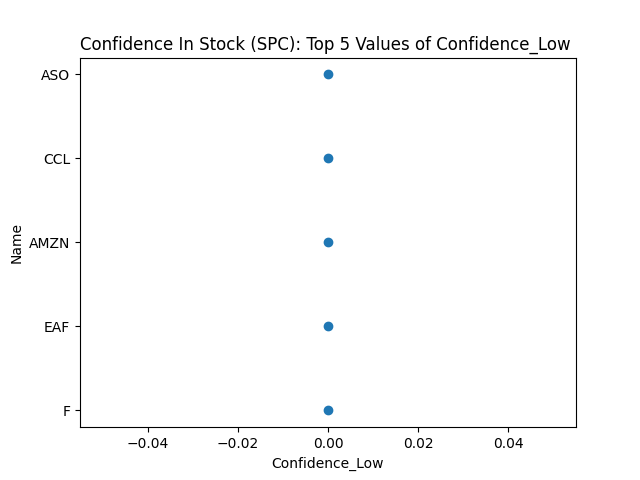 Confidence In Stock (SPC): Top 5 Values of Confidence_Low
ASO
CCL
AMZN
EAF
F
Name
−0.04
−0.02
0.00
0.02
0.04
Confidence_Low